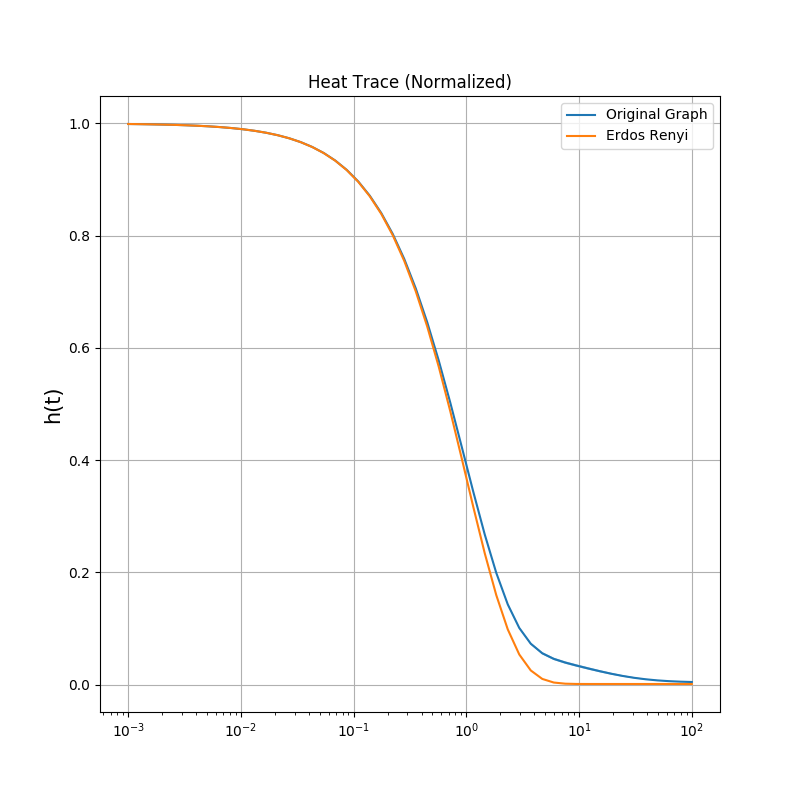 Heat Trace (Normalized)
Original Graph
Erdos Renyi
h(t)
1.0
0.8
0.6
0.4
0.2
0.0
10⁻³ 10⁻² 10⁻¹ 10⁰ 10¹ 10²